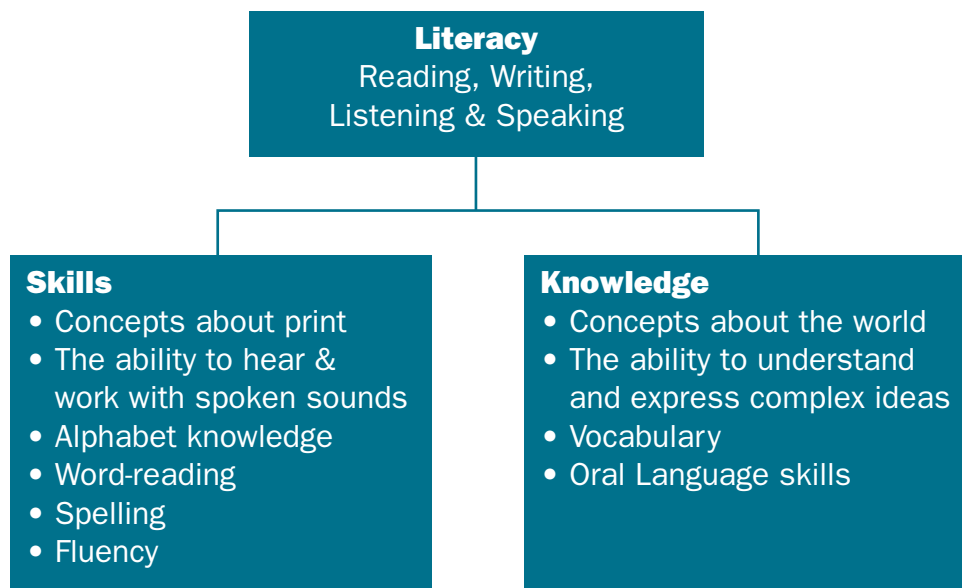 Literacy
Reading, Writing,
Listening & Speaking
Skills
• Concepts about print
• The ability to hear &
work with spoken sounds
• Alphabet knowledge
• Word-reading
• Spelling
• Fluency
Knowledge
• Concepts about the world
• The ability to understand
and express complex ideas
• Vocabulary
• Oral Language skills